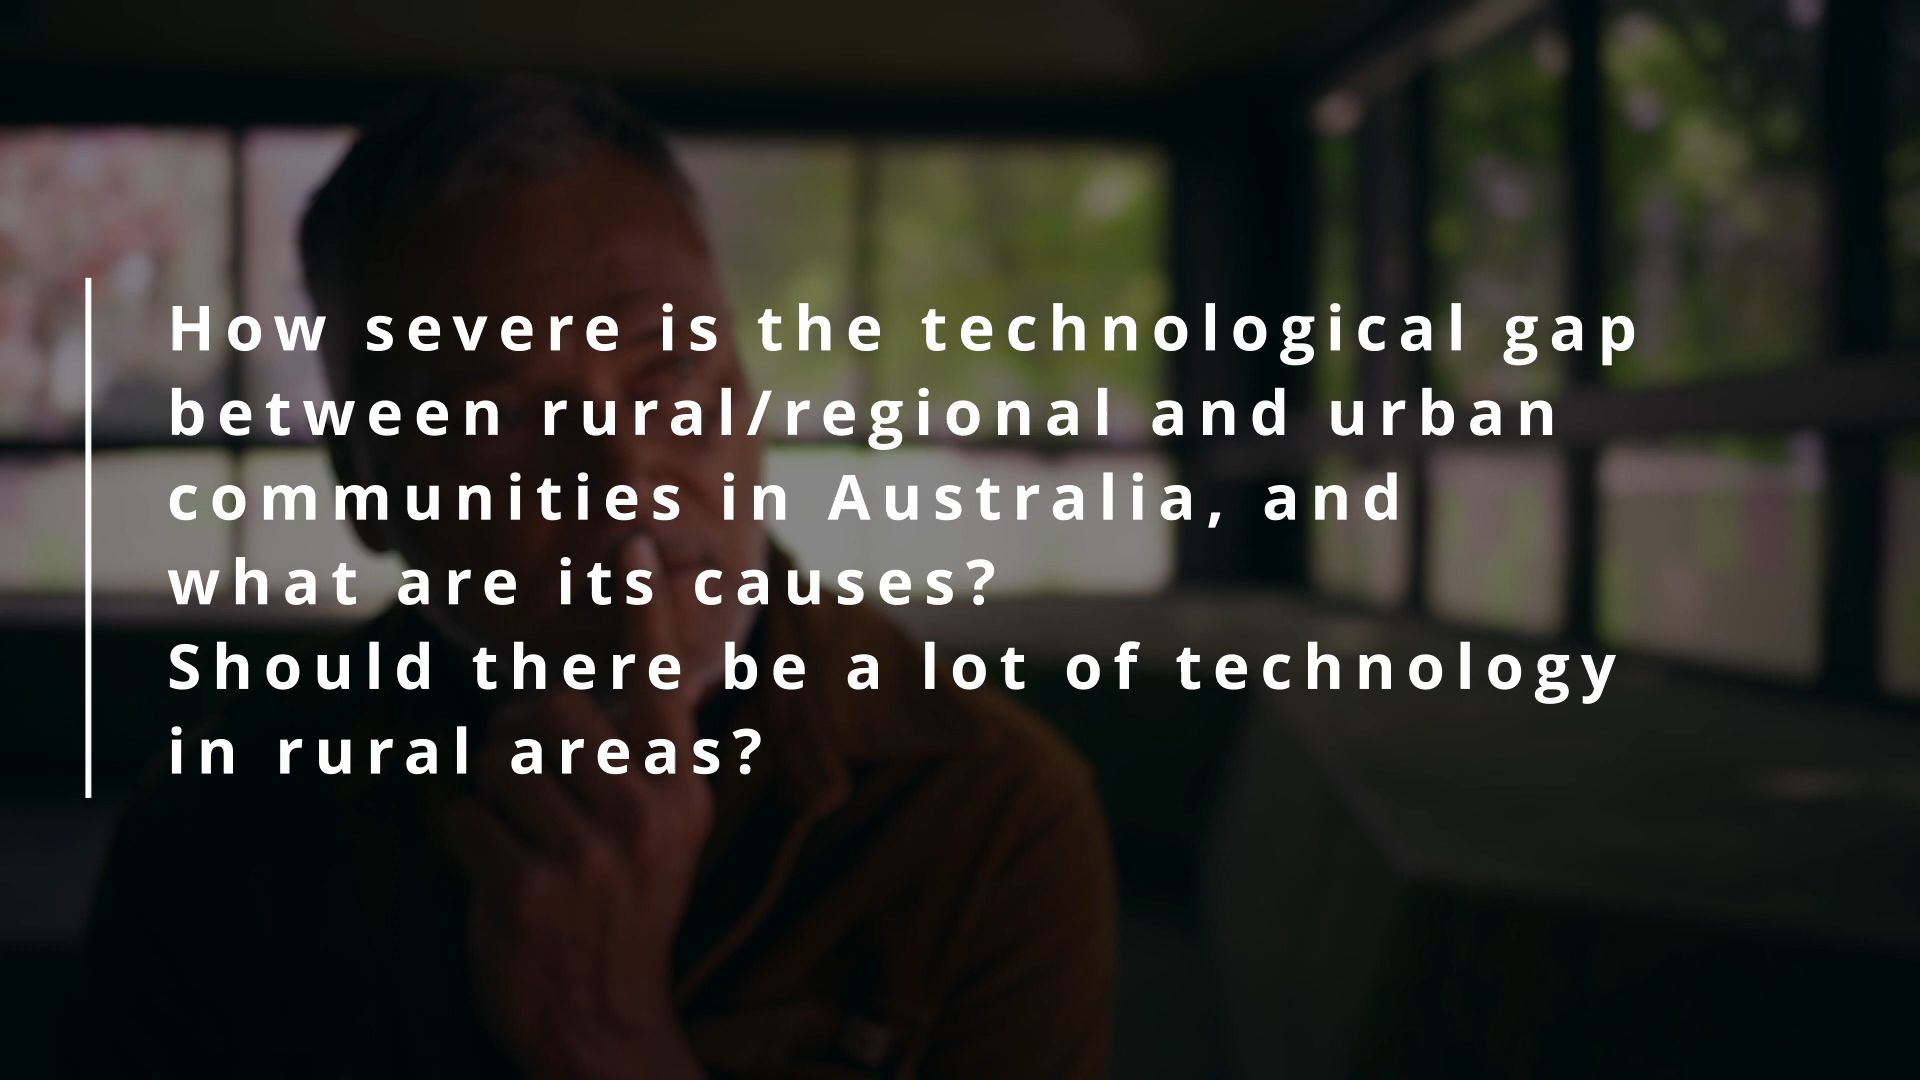 How severe is the technological gap
between rural/regional and urban
communities in Australia, and
what are its causes?
Should there be a lot of technology
in rural areas?